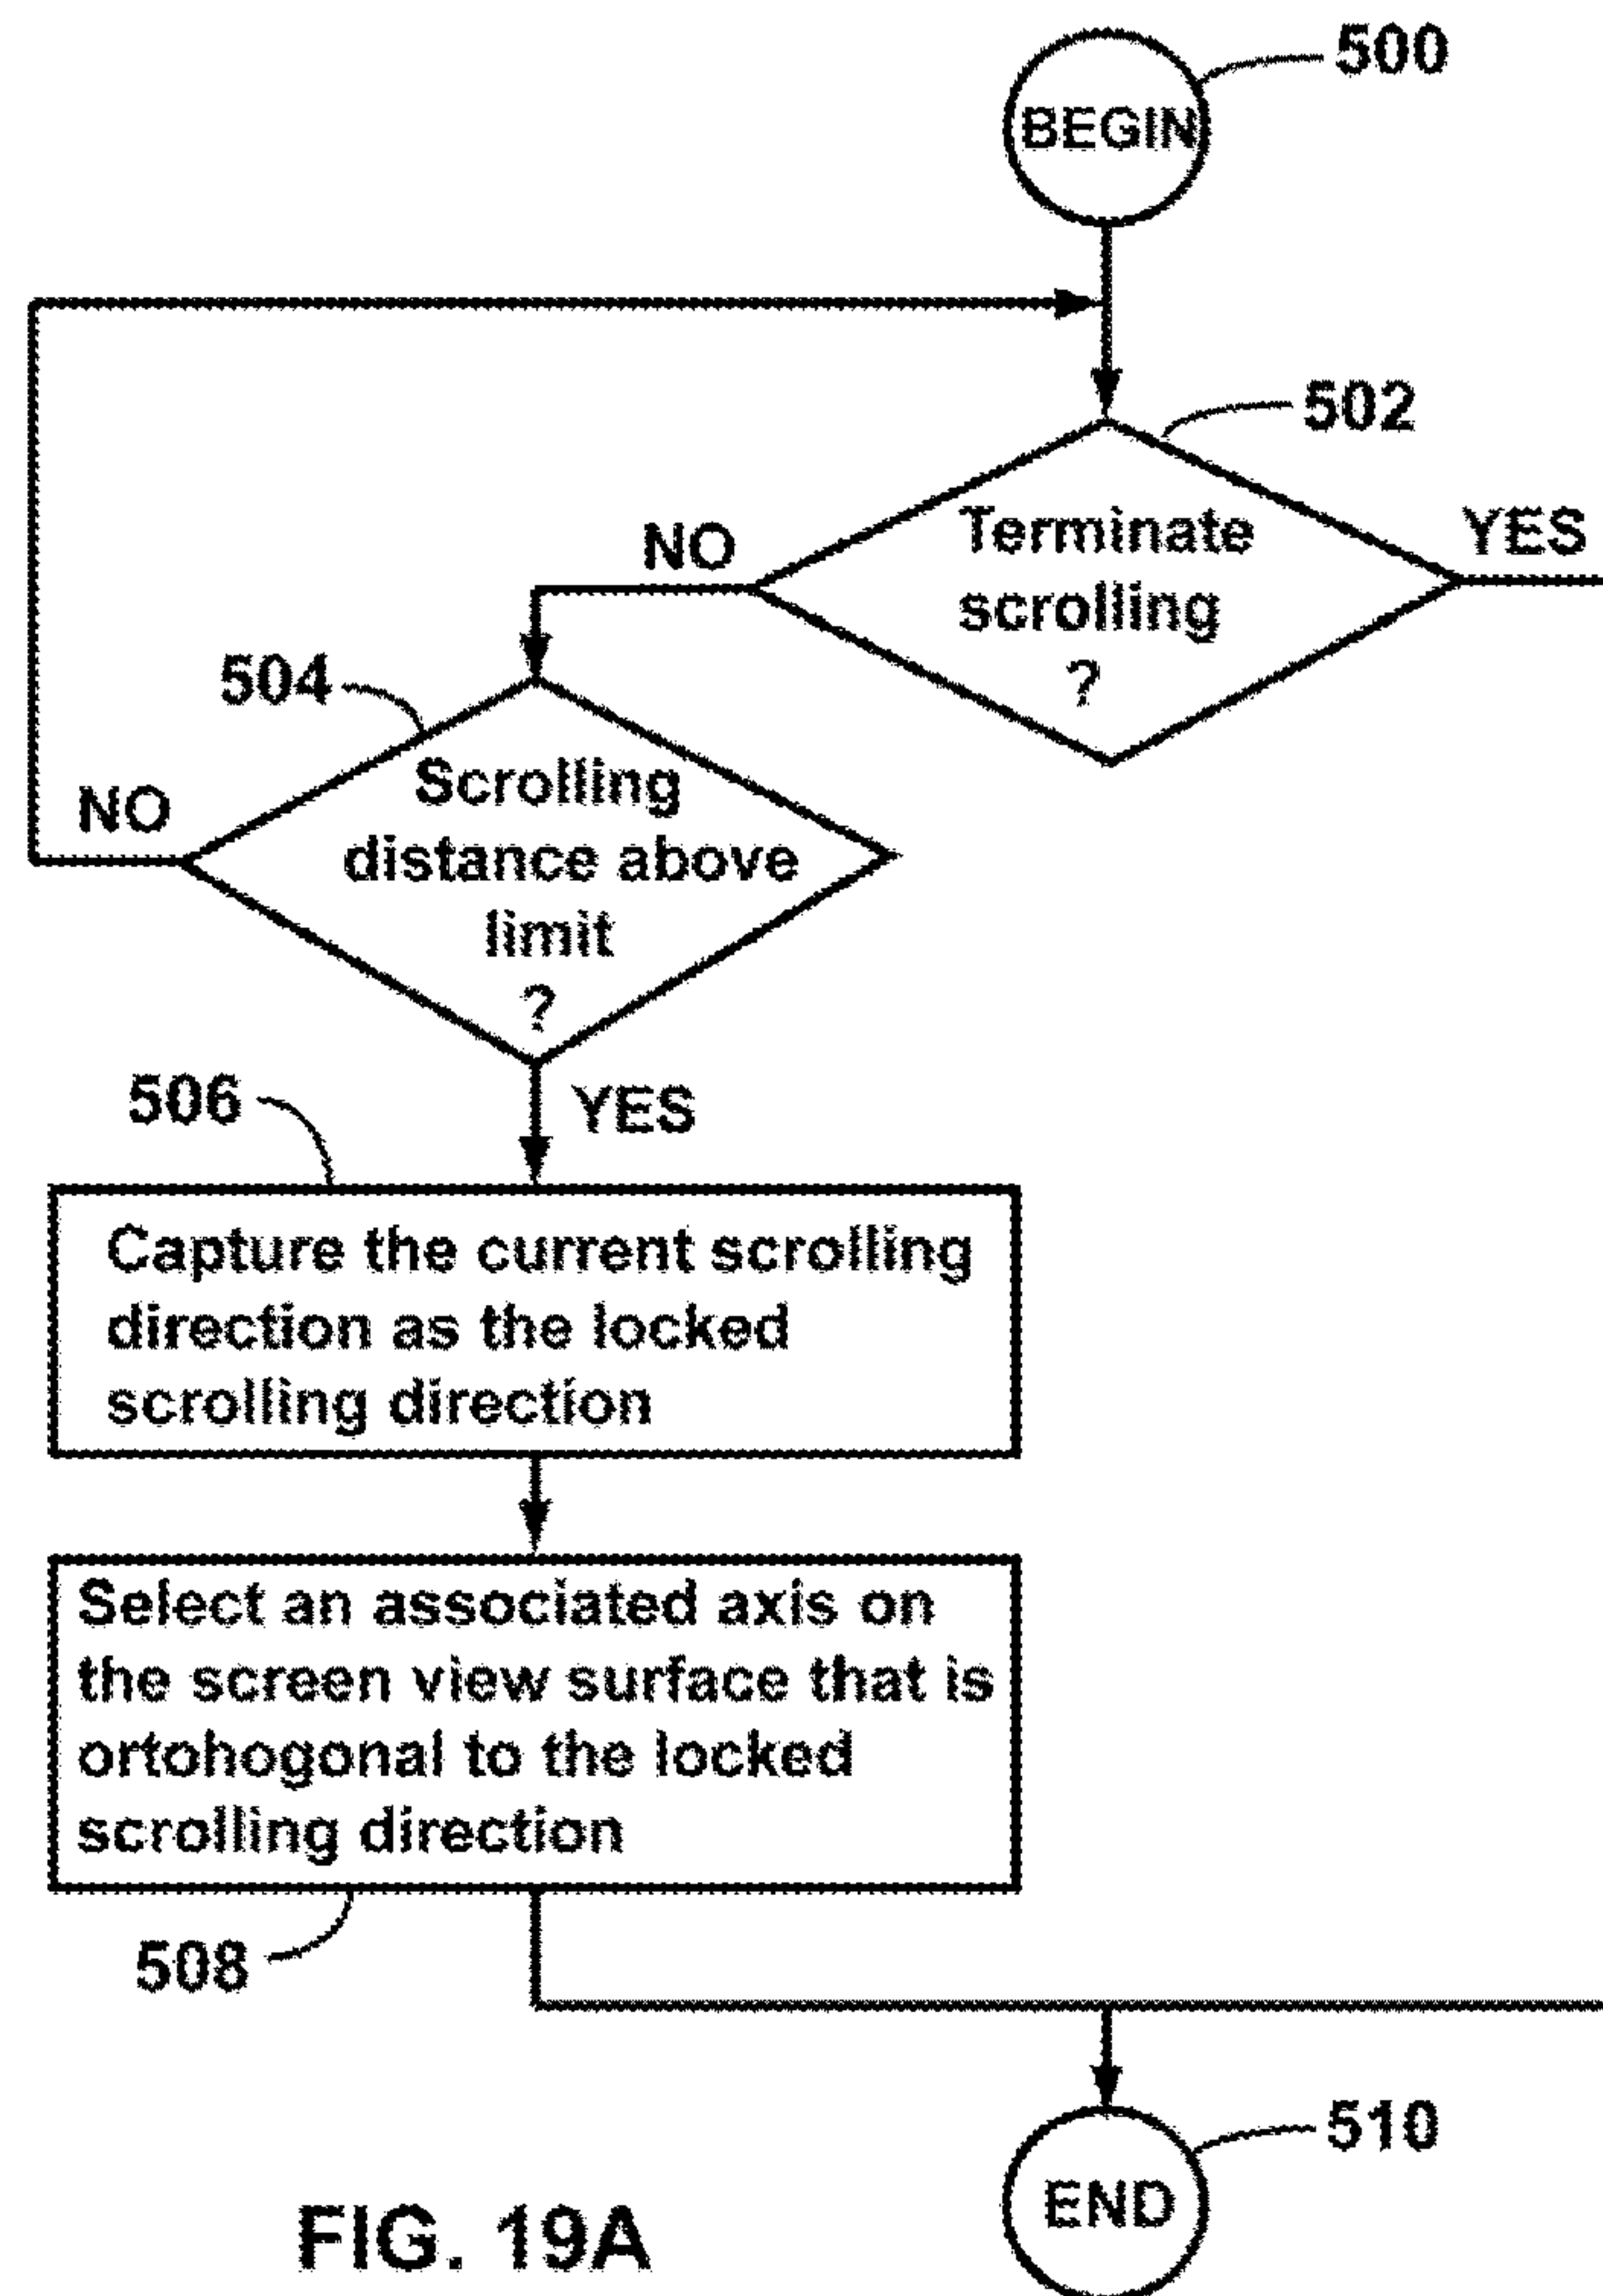 500
BEGIN
502
Terminate
scrolling
?
NO
YES
504
Scrolling
distance above
limit
?
NO
YES
506
Capture the current scrolling
direction as the locked
scrolling direction
Select an associated axis on
the screen view surface that is
ortohogonal to the locked
scrolling direction
508
510
END
FIG. 19A